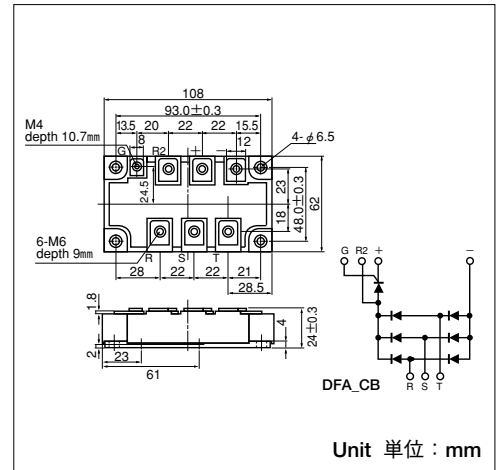 108
93.0±0.3
13.5 20 22 22 15.5
M4
depth 10.7mm
8
12
4- φ 6.5
G R2 + −
24.5
23
18
48.0±0.3
62
6-M6
depth 9mm
R S T
28 22 22 21
28.5
1.8
2
23
61
4
24±0.3
G R2 + −
R S T
DFA_CB
Unit 単位：mm